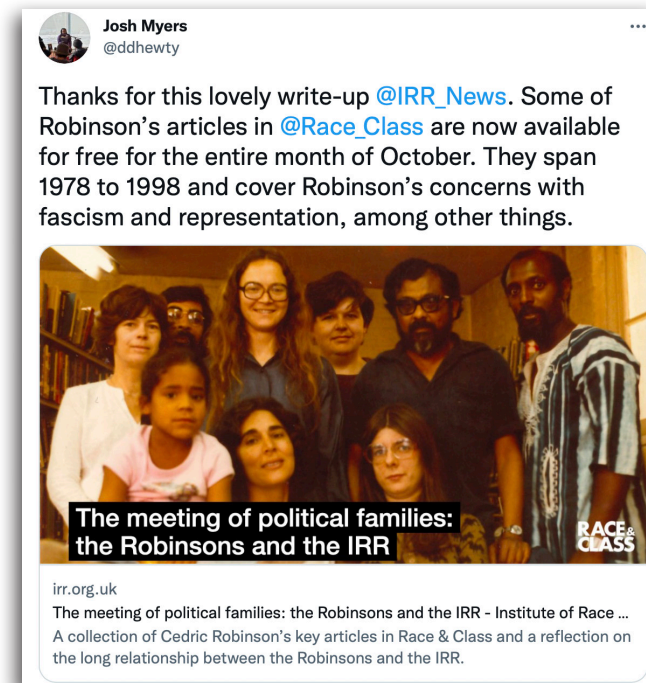 Josh Myers
@ddhewty
Thanks for this lovely write-up @IRR_News. Some of
Robinson’s articles in @Race_Class are now available
for free for the entire month of October. They span
1978 to 1998 and cover Robinson’s concerns with
fascism and representation, among other things.
The meeting of political families:
the Robinsons and the IRR
RACE&
CLASS
irr.org.uk
The meeting of political families: the Robinsons and the IRR - Institute of Race ...
A collection of Cedric Robinson’s key articles in Race & Class and a reflection on
the long relationship between the Robinsons and the IRR.